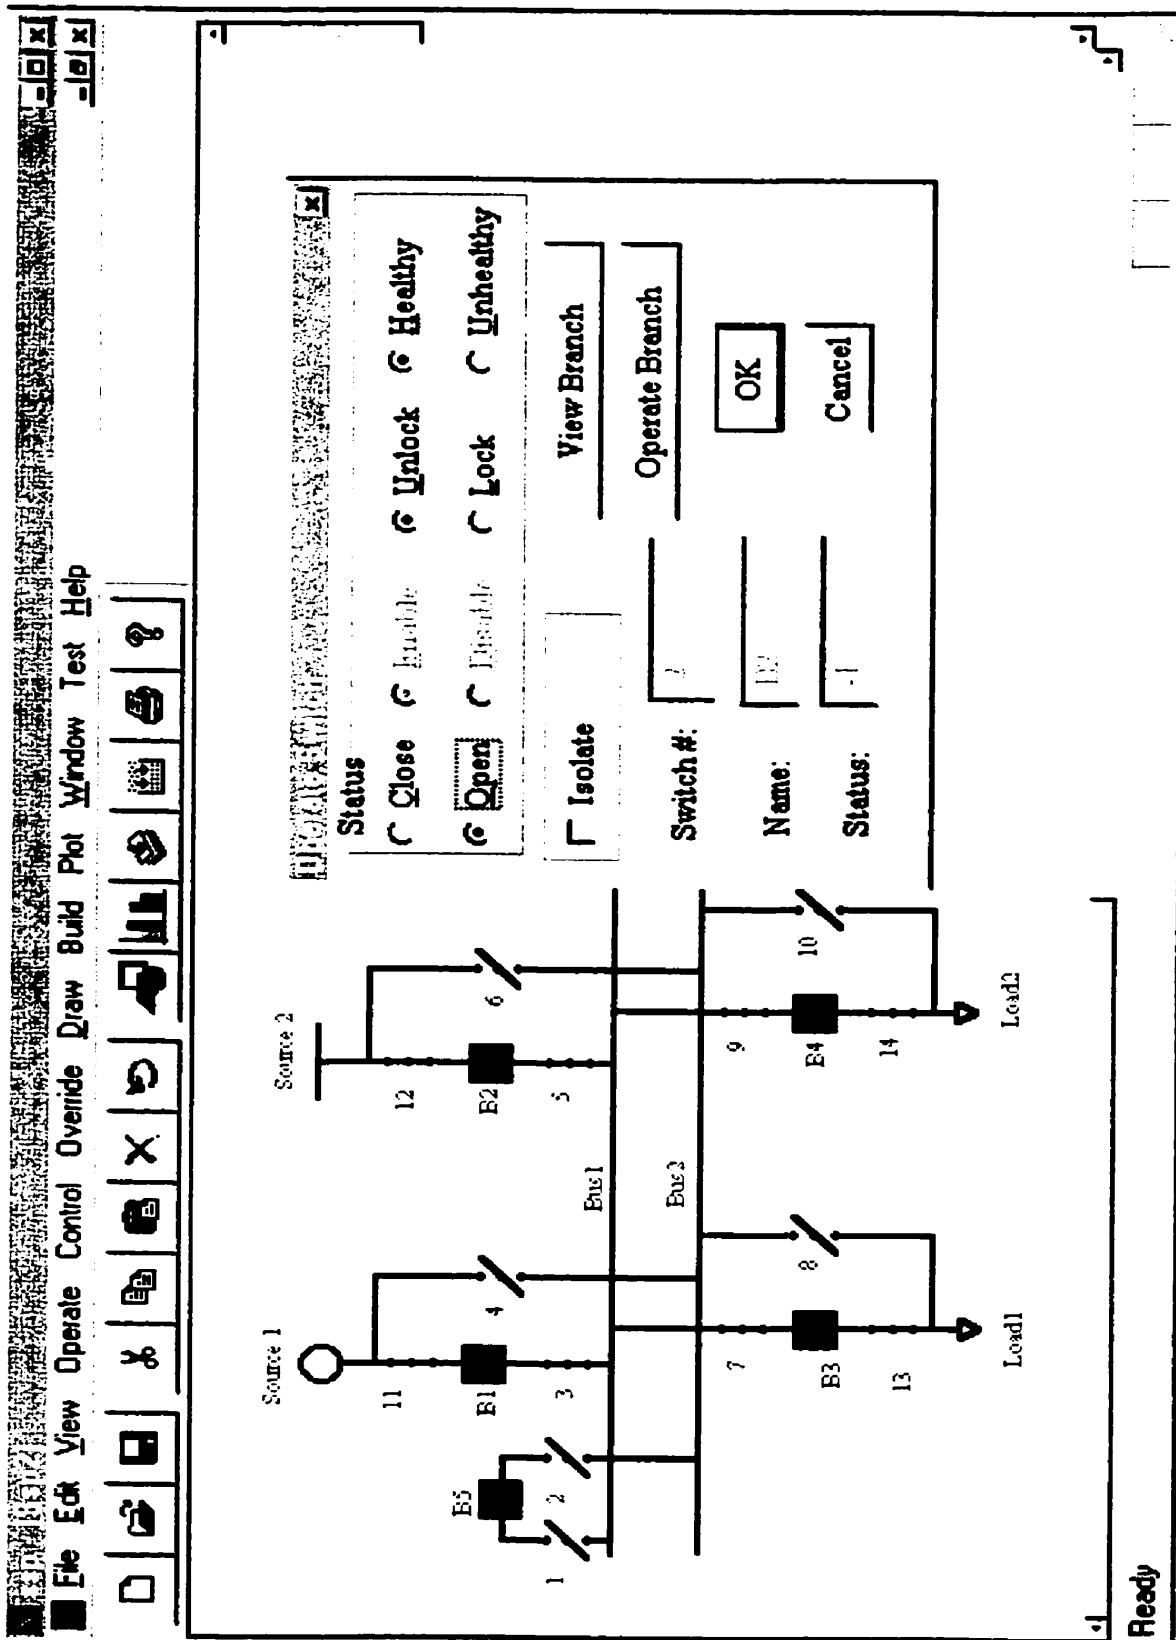 File Edit View Operate Control Override Draw Build Plot Window Test Help
Source 1
Source 2
11
12
B5
B1
4
B2
6
1
2
3
5
Bus1
Bus2
7
8
9
10
B3
B4
13
14
Load1
Load2
Status
Close Unlock Healthy
Open Lock Unhealthy
Isolate
View Branch
Operate Branch
Switch #: 2
Name:
OK
Status: -1
Cancel
Ready